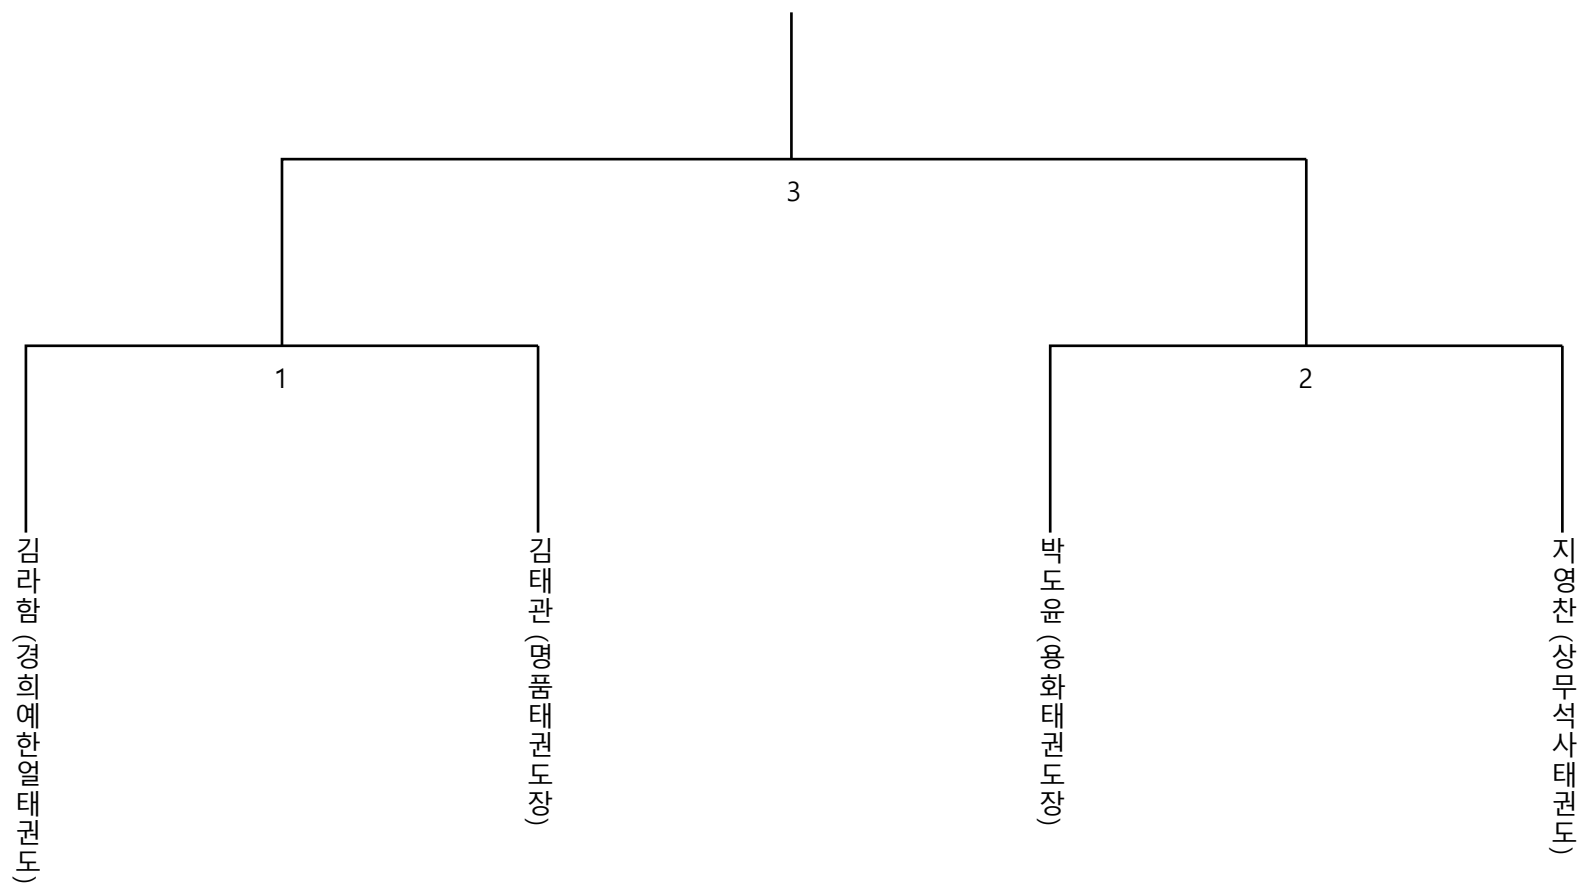 3
1
2
김라함 (경희예한얼태권도)
김태관 (명품태권도장)
박도윤 (용화태권도장)
지영찬 (상무석사태권도)